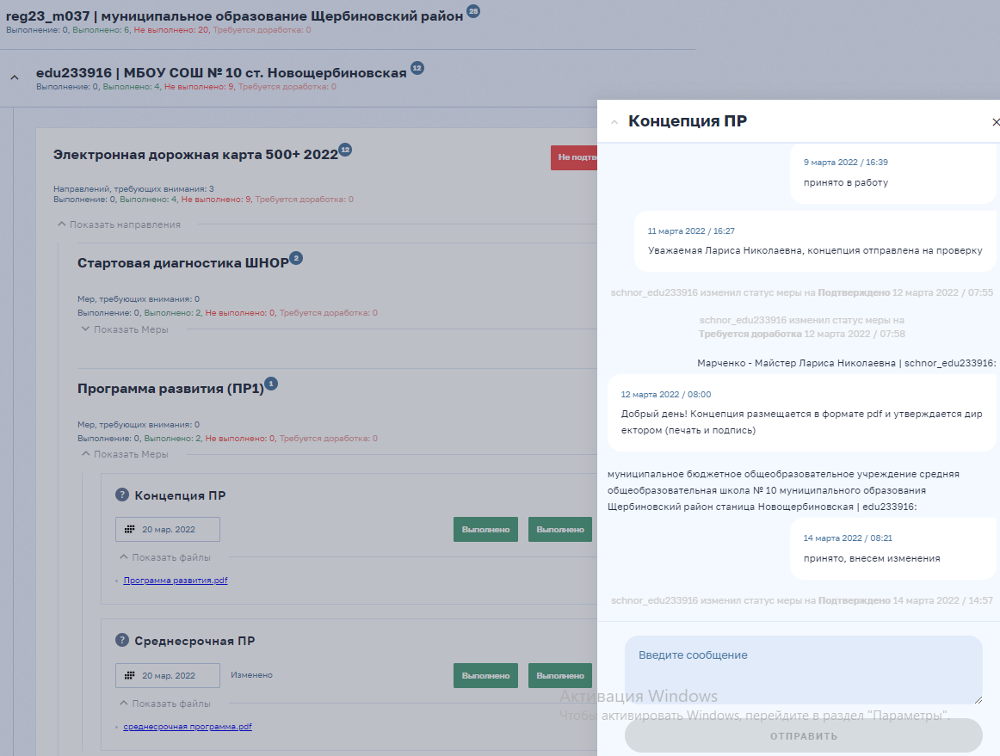 reg23_m037 | муниципальное образование Щербиновский район 25
Выполнение: 0, Выполнено: 6, Не выполнено: 20, Требуется доработка: 0
edu233916 | МБОУ СОШ № 10 ст. Новощербиновская 12
Выполнение: 0, Выполнено: 4, Не выполнено: 9, Требуется доработка: 0
Электронная дорожная карта 500+ 2022 12
Направлений, требующих внимания: 3
Выполнение: 0, Выполнено: 4, Не выполнено: 9, Требуется доработка: 0
Показать направления
Стартовая диагностика ШНОР 2
Мер, требующих внимания: 0
Выполнение: 0, Выполнено: 2, Не выполнено: 0, Требуется доработка: 0
Показать Меры
Программа развития (ПР1) 1
Мер, требующих внимания: 0
Выполнение: 0, Выполнено: 2, Не выполнено: 0, Требуется доработка: 0
Показать Меры
? Концепция ПР
20 мар. 2022 Выполнено Выполнено
Показать файлы
Программа развития.pdf
? Среднесрочная ПР
20 мар. 2022 Изменено Выполнено Выполнено
Показать файлы
среднесрочная программа.pdf
Концепция ПР
9 марта 2022 / 16:39
принято в работу
11 марта 2022 / 16:27
Уважаемая Лариса Николаевна, концепция отправлена на проверку
schnor_edu233916 изменил статус меры на Подтверждено 12 марта 2022 / 07:55
schnor_edu233916 изменил статус меры на
Требуется доработка 12 марта 2022 / 07:58
Марченко - Майстер Лариса Николаевна | schnor_edu233916:
12 марта 2022 / 08:00
Добрый день! Концепция размещается в формате pdf и утверждается дир
ектором (печать и подпись)
муниципальное бюджетное общеобразовательное учреждение средняя
общеобразовательная школа № 10 муниципального образования
Щербиновский район станица Новощербиновская | edu233916:
14 марта 2022 / 08:21
принято, внесем изменения
schnor_edu233916 изменил статус меры на Подтверждено 14 марта 2022 / 14:57
Введите сообщение
Активация Windows
Чтобы активировать Windows, перейдите в раздел "Параметры".
ОТПРАВИТЬ